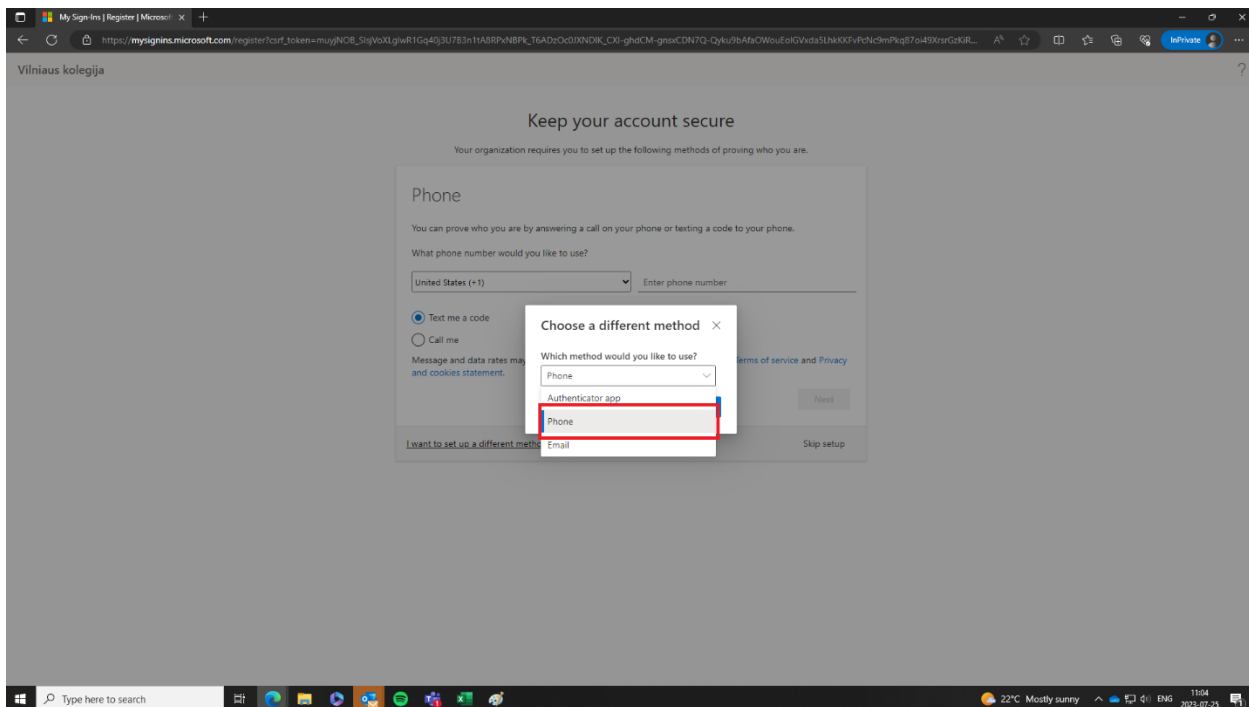 My Sign-Ins | Register | Microsoft
https://mysignins.microsoft.com/register?csrf_token=
InPrivate
Vilniaus kolegija
?
Keep your account secure
Your organization requires you to set up the following methods of proving who you are.
Phone
You can prove who you are by answering a call on your phone or texting a code to your phone.
What phone number would you like to use?
United States (+1) Enter phone number
Text me a code
Call me
Choose a different method
Message and data rates may
Terms of service and Privacy
and cookies statement.
Which method would you like to use?
Phone
Authenticator app
Next
Phone
I want to set up a different
Email
Skip setup
Type here to search
22°C Mostly sunny
ENG
11:04
2023-07-25